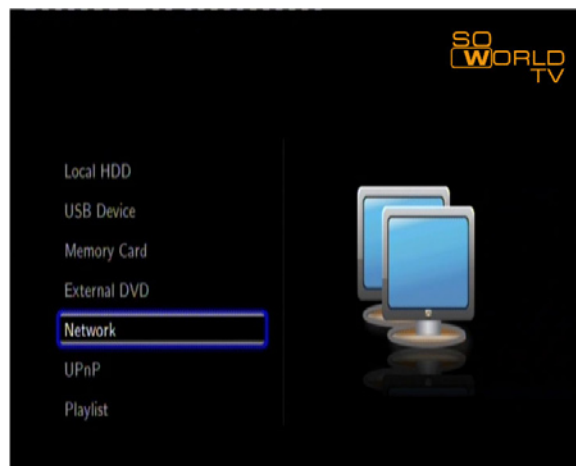 SO
WORLD
TV
Local HDD
USB Device
Memory Card
External DVD
Network
UPnP
Playlist